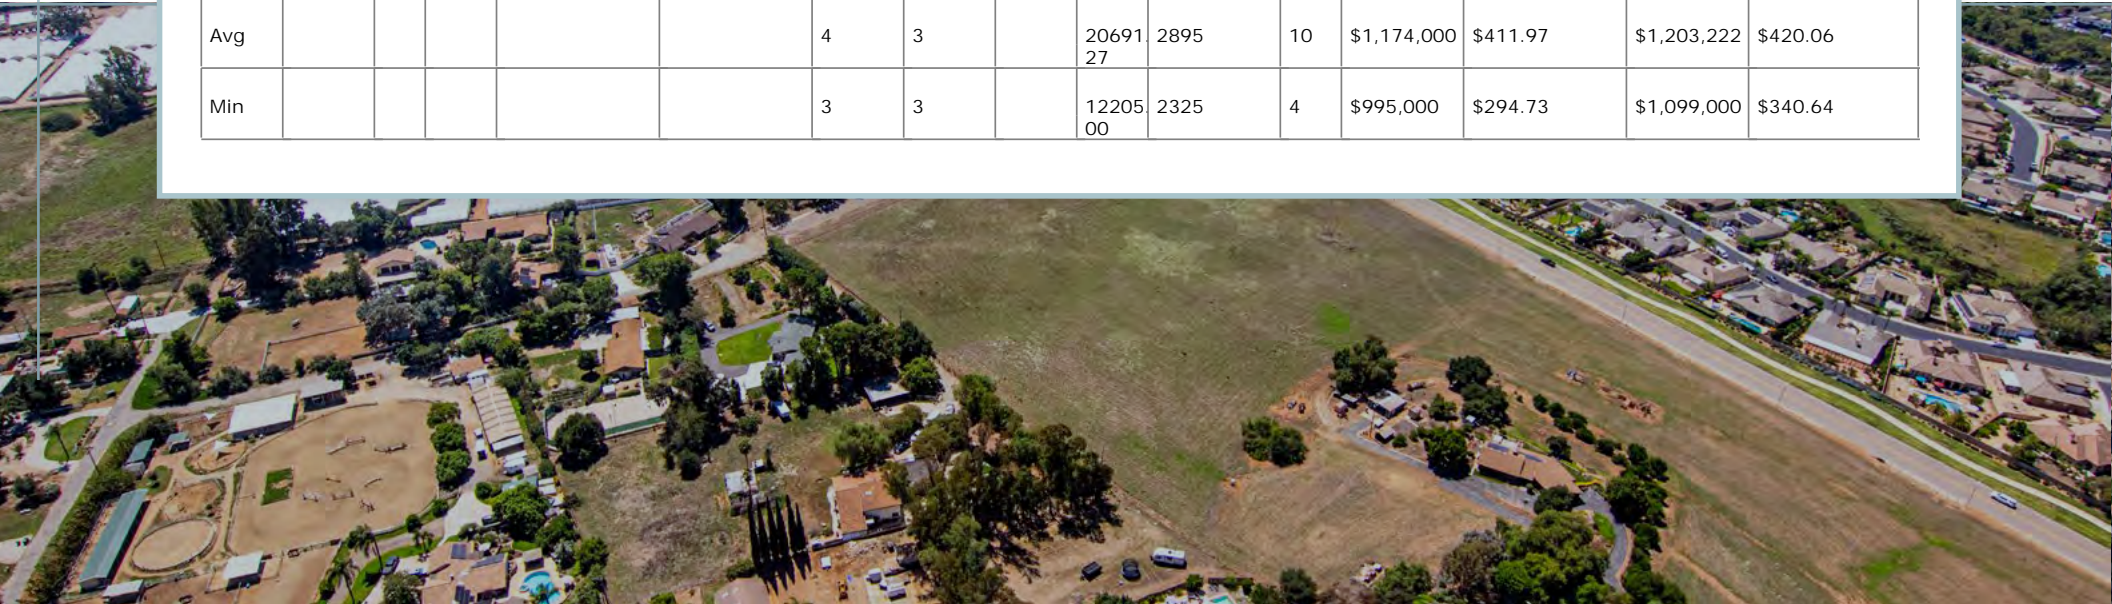 Avg 4 3 20691. 2895 10 $1,174,000 $411.97 $1,203,222 $420.06
27
Min 3 3 12205. 2325 4 $995,000 $294.73 $1,099,000 $340.64
00